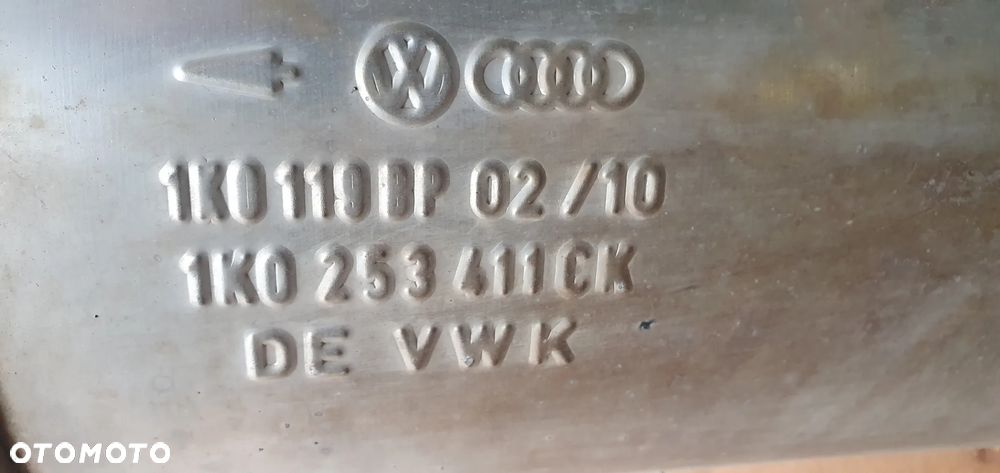 1K0 119 BP 02/10
1K0 253 411 CK
DE VWK
OTOMOTO